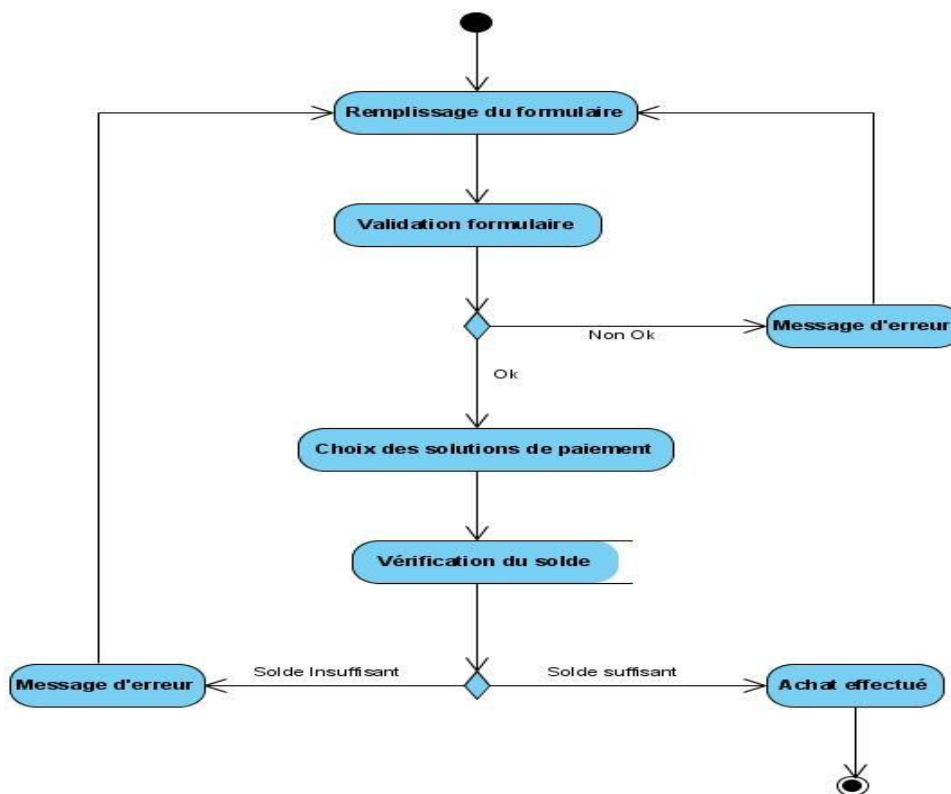 Remplissage du formulaire
Validation formulaire
Non Ok
Message d'erreur
Ok
Choix des solutions de paiement
Vérification du solde
Solde Insuffisant
Solde suffisant
Message d'erreur
Achat effectué